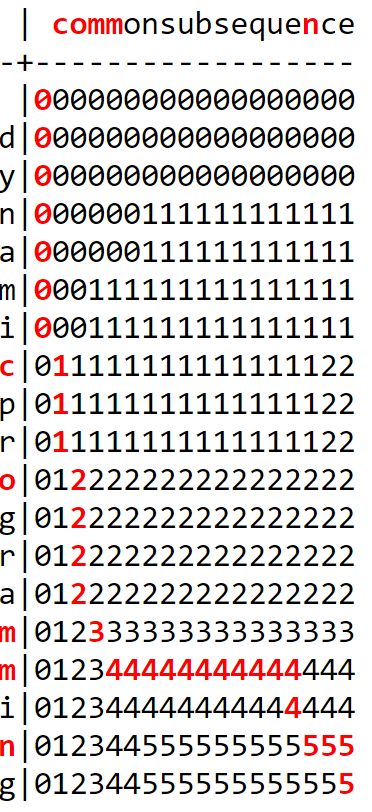 | commonsubsequence
-+------------------
|000000000000000000
d|000000000000000000
y|000000000000000000
n|000000111111111111
a|000000111111111111
m|000111111111111111
i|000111111111111111
c|011111111111111122
p|011111111111111122
r|011111111111111122
o|012222222222222222
g|012222222222222222
r|012222222222222222
a|012222222222222222
m|012333333333333333
m|012344444444444444
i|012344444444444444
n|012344555555555555
g|012344555555555555